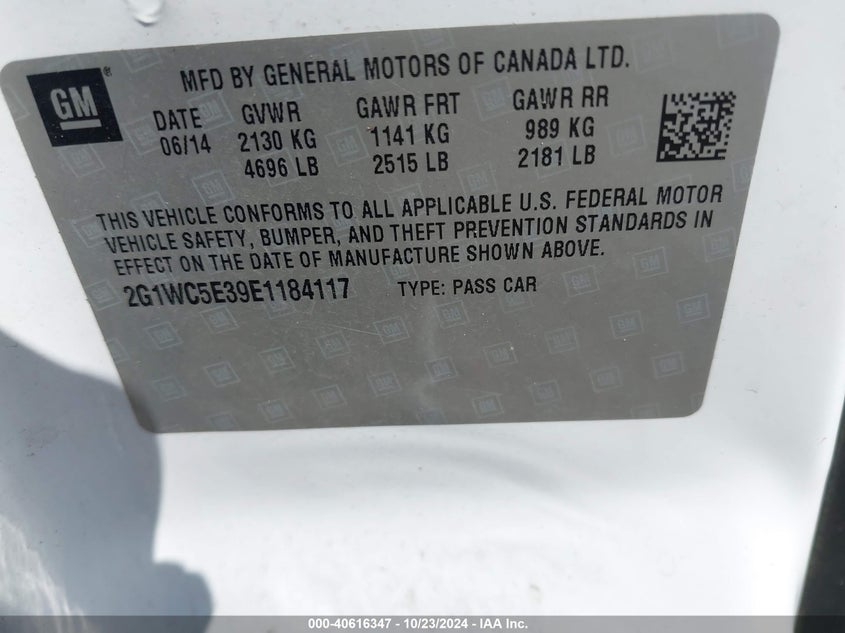 GM®
MFD BY GENERAL MOTORS OF CANADA LTD.
DATE GVWR GAWR FRT GAWR RR
06/14 2130 KG 1141 KG 989 KG
4696 LB 2515 LB 2181 LB
THIS VEHICLE CONFORMS TO ALL APPLICABLE U.S. FEDERAL MOTOR
VEHICLE SAFETY, BUMPER, AND THEFT PREVENTION STANDARDS IN
EFFECT ON THE DATE OF MANUFACTURE SHOWN ABOVE.
2G1WC5E39E1184117 TYPE: PASS CAR
000-40616347 - 10/23/2024 - IAA Inc.